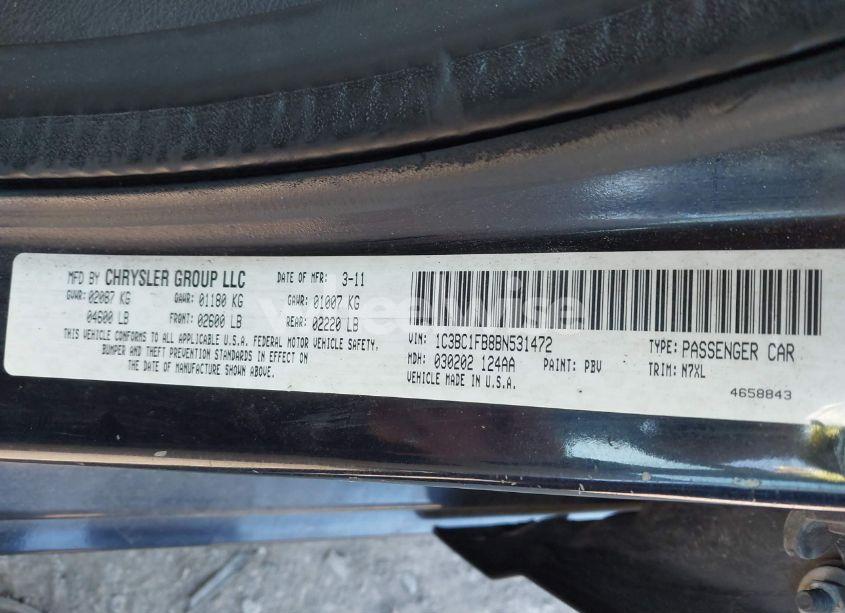 MFD BY CHRYSLER GROUP LLC DATE OF MFR: 3-11
GVWR: 02087 KG GAWR: 01180 KG GAWR: 01007 KG
04600 LB FRONT: 02600 LB REAR: 02220 LB
THIS VEHICLE CONFORMS TO ALL APPLICABLE U.S.A. FEDERAL MOTOR VEHICLE SAFETY,
BUMPER AND THEFT PREVENTION STANDARDS IN EFFECT ON
THE DATE OF MANUFACTURE SHOWN ABOVE.
VIN: 1C3BC1FB8BN531472 TYPE: PASSENGER CAR
MDH: 030202 124AA PAINT: PBV TRIM: N7XL
VEHICLE MADE IN U.S.A.
4658843